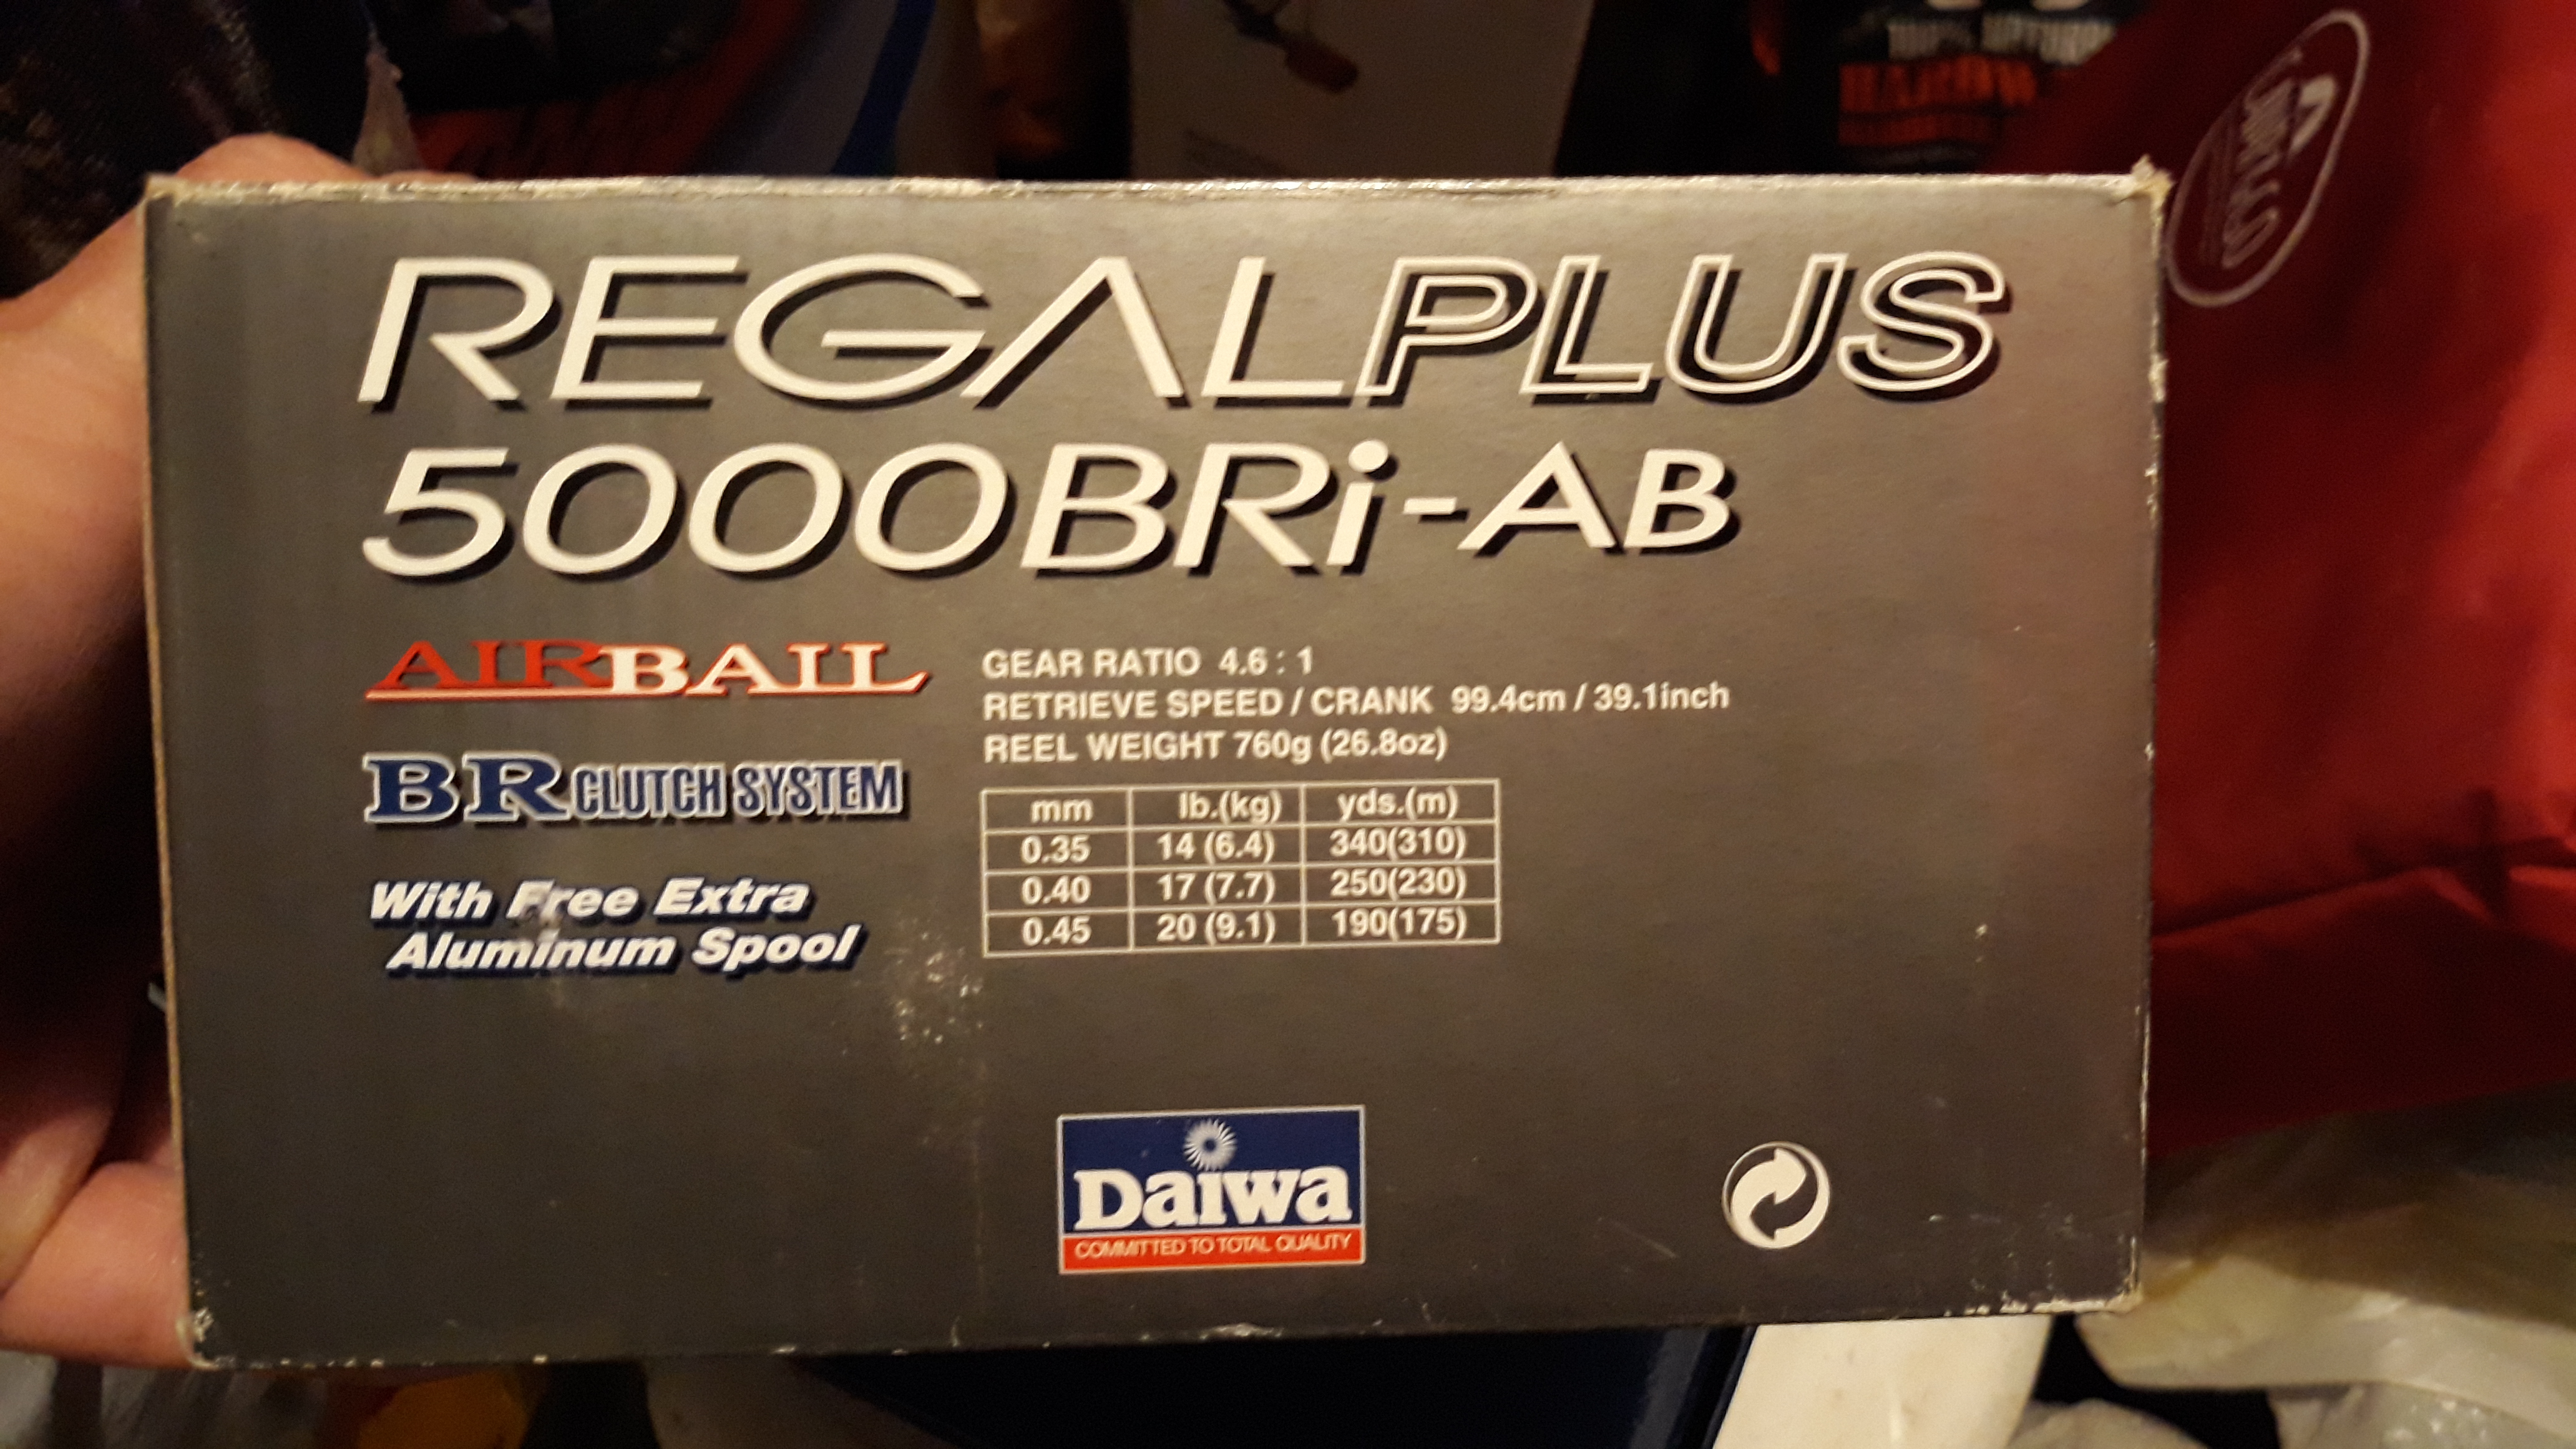 REGALPLUS
5000BRi-AB
AIRBAIL
BR CLUTCH SYSTEM
With Free Extra
Aluminum Spool
GEAR RATIO 4.6 : 1
RETRIEVE SPEED / CRANK 99.4cm / 39.1inch
REEL WEIGHT 760g (26.8oz)
mm lb.(kg) yds.(m)
0.35 14 (6.4) 340(310)
0.40 17 (7.7) 250(230)
0.45 20 (9.1) 190(175)
Daiwa
COMMITTED TO TOTAL QUALITY